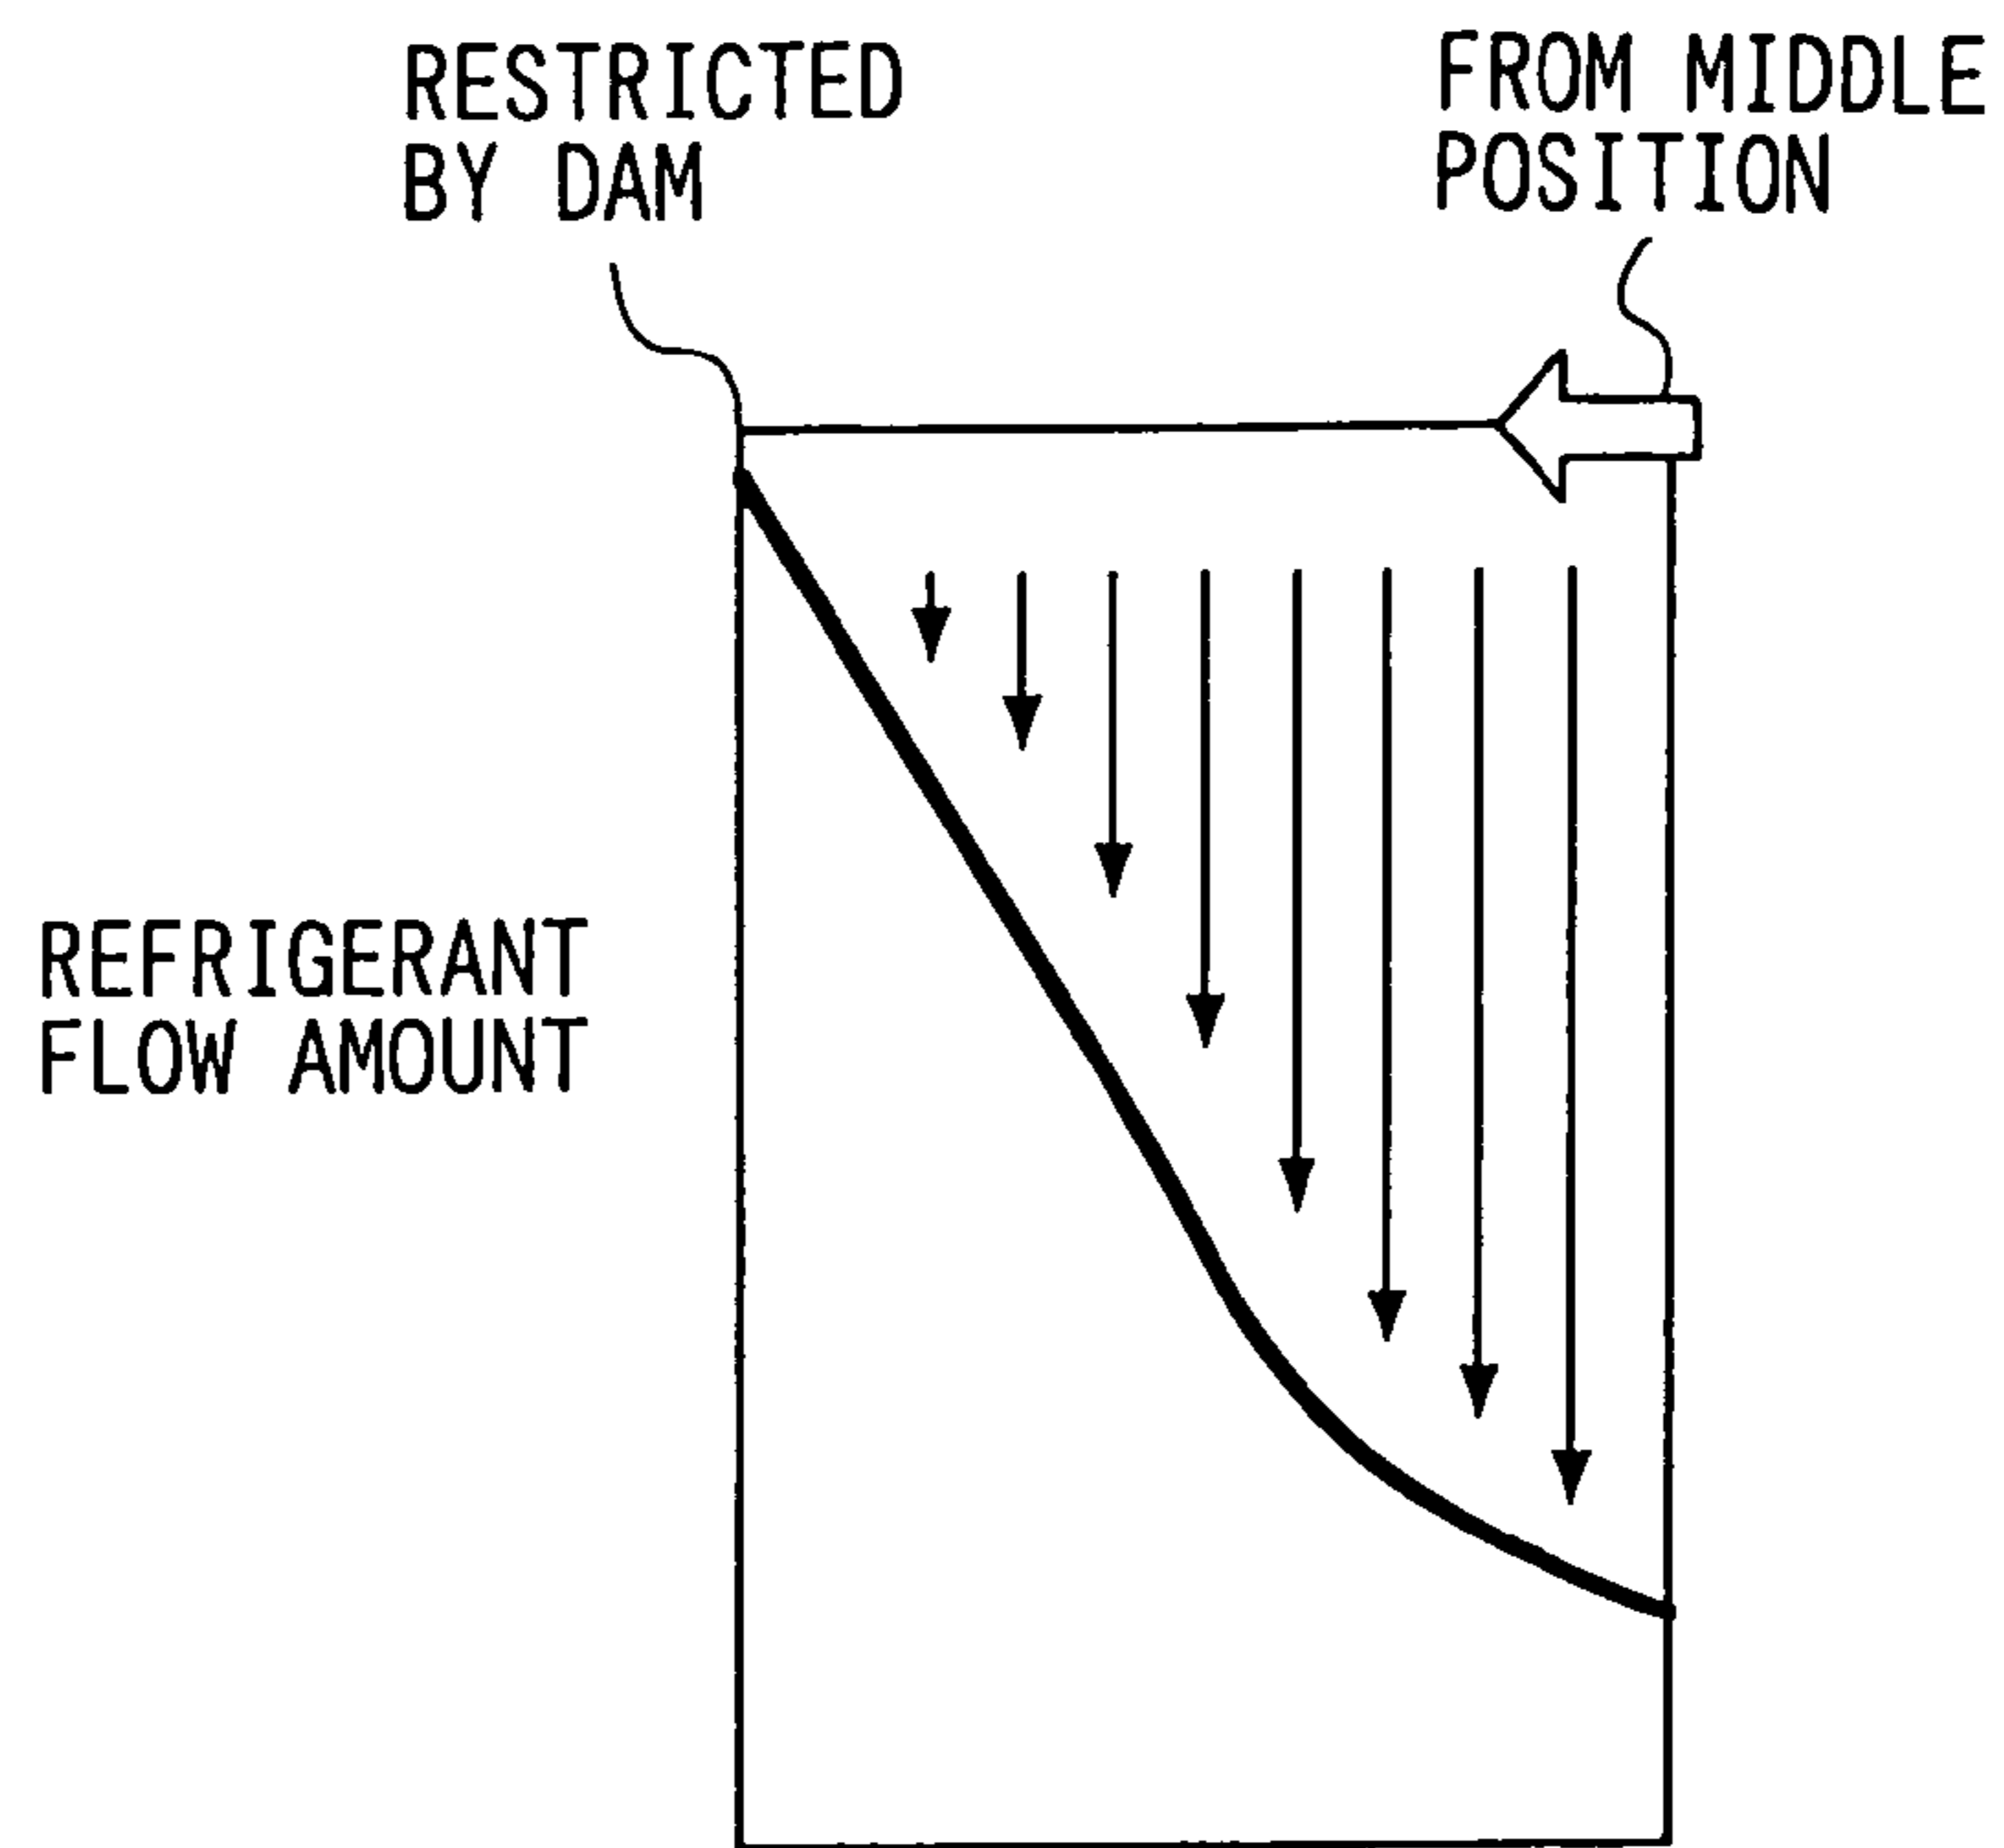 RESTRICTED
BY DAM
FROM MIDDLE
POSITION
REFRIGERANT
FLOW AMOUNT